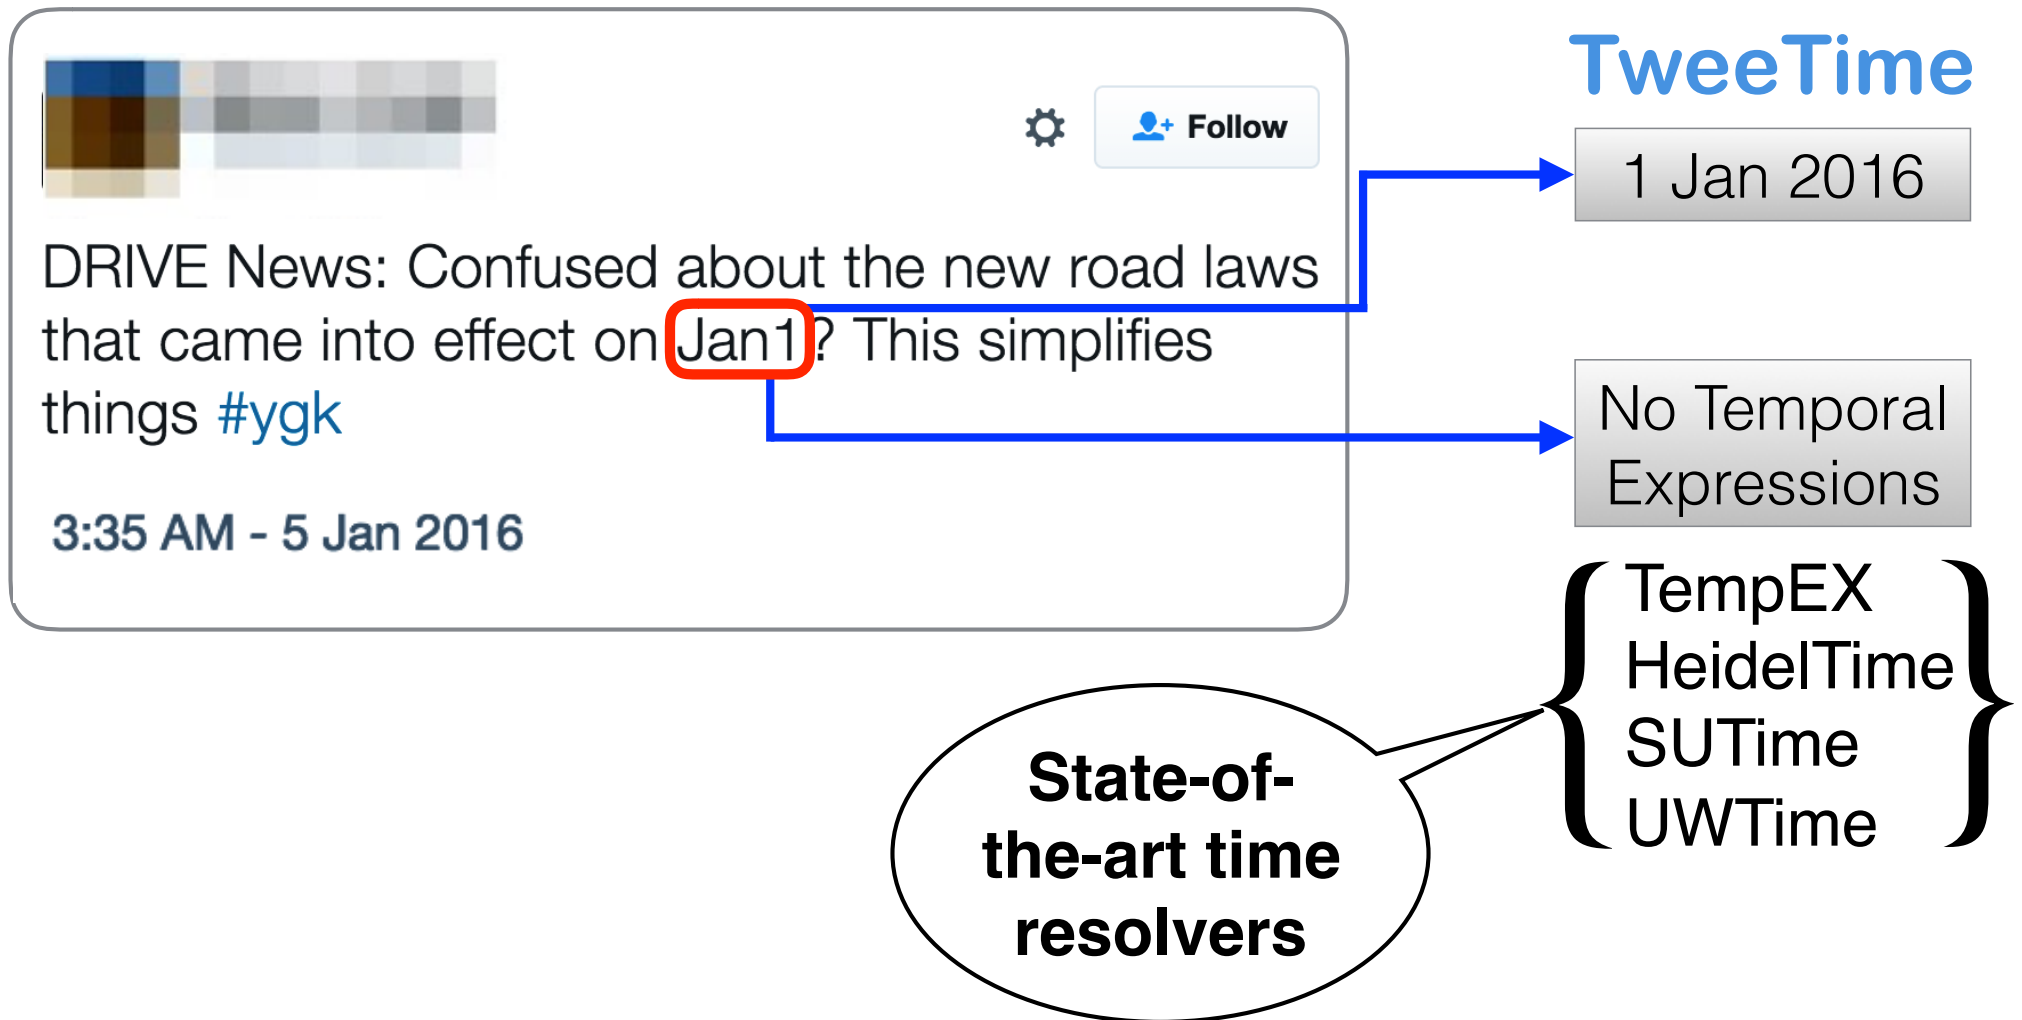 Follow
DRIVE News: Confused about the new road laws
that came into effect on Jan1? This simplifies
things #ygk
3:35 AM - 5 Jan 2016
TweeTime
1 Jan 2016
No Temporal
Expressions
TempEX
HeidelTime
SUTime
UWTime
State-of-
the-art time
resolvers